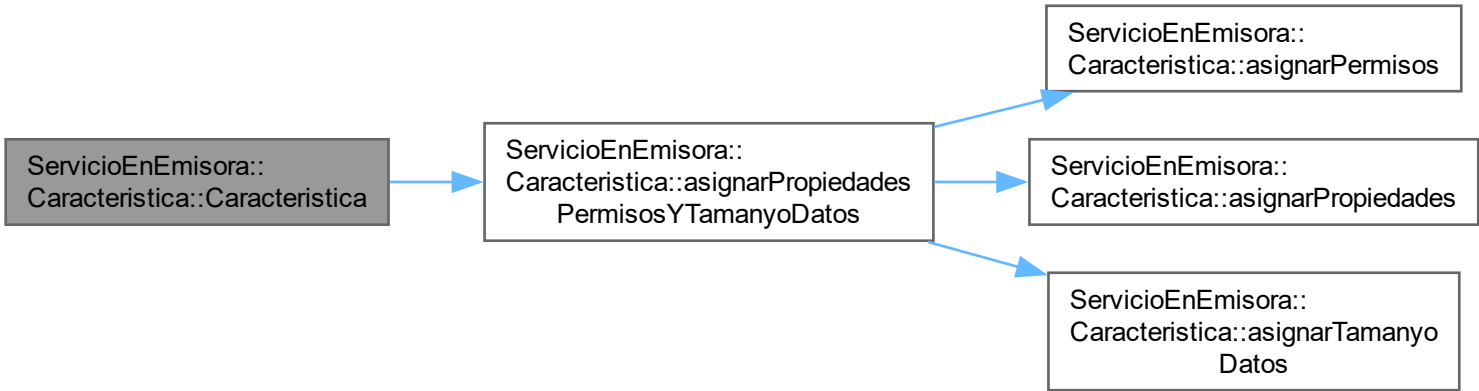 ServicioEnEmisora::
Caracteristica::Caracteristica
ServicioEnEmisora::
Caracteristica::asignarPropiedades
PermisosYTamanyoDatos
ServicioEnEmisora::
Caracteristica::asignarPermisos
ServicioEnEmisora::
Caracteristica::asignarPropiedades
ServicioEnEmisora::
Caracteristica::asignarTamanyo
Datos